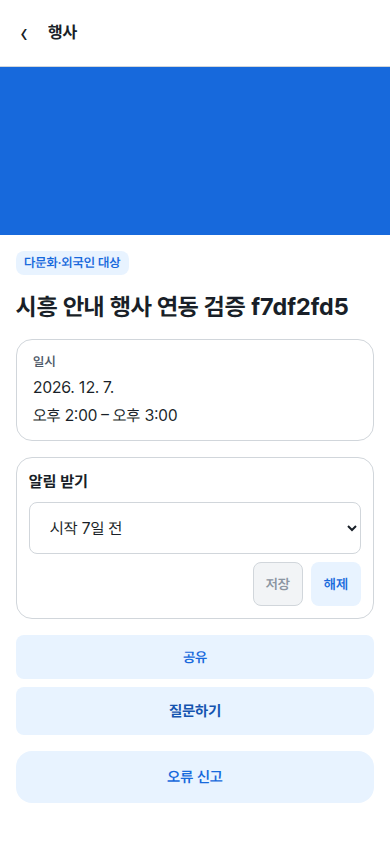 행사
다문화·외국인 대상
시흥 안내 행사 연동 검증 f7df2fd5
일시
2026. 12. 7.
오후 2:00 – 오후 3:00
알림 받기
시작 7일 전
저장
해제
공유
질문하기
오류 신고